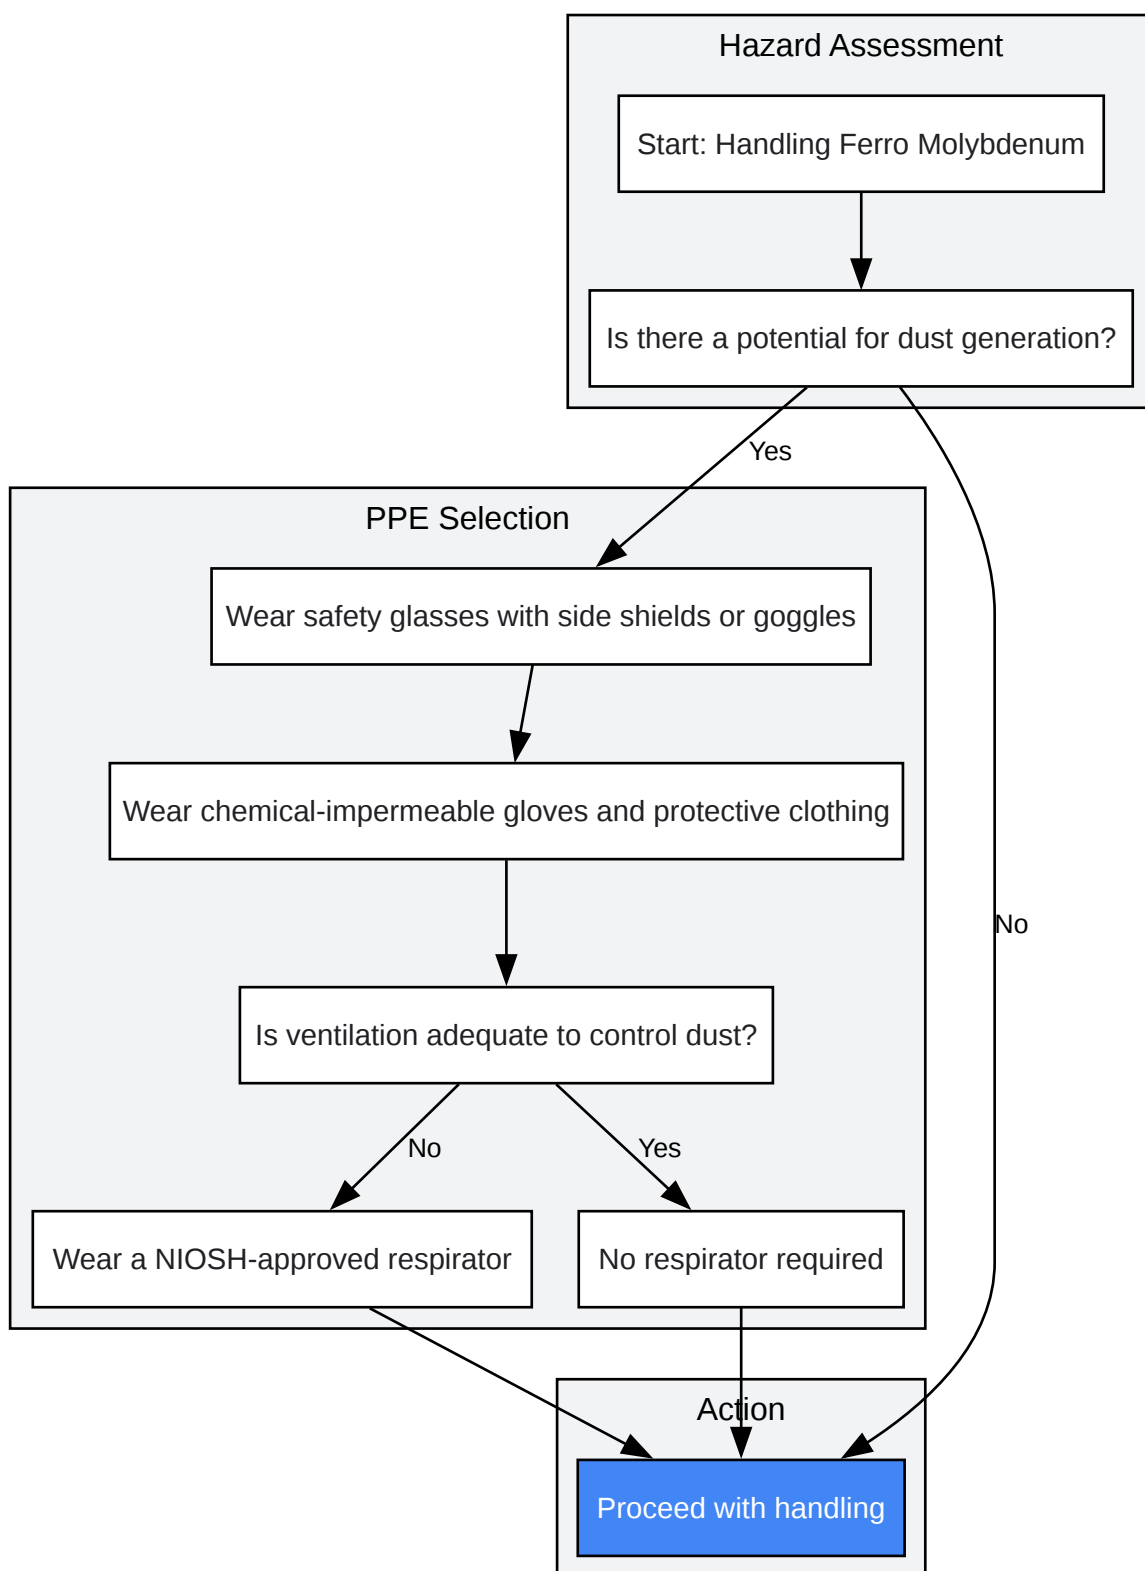 Hazard Assessment
Start: Handling Ferro Molybdenum
Is there a potential for dust generation?
Yes
PPE Selection
Wear safety glasses with side shields or goggles
Wear chemical-impermeable gloves and protective clothing
No
Is ventilation adequate to control dust?
No
Yes
Wear a NIOSH-approved respirator
No respirator required
Action
Proceed with handling